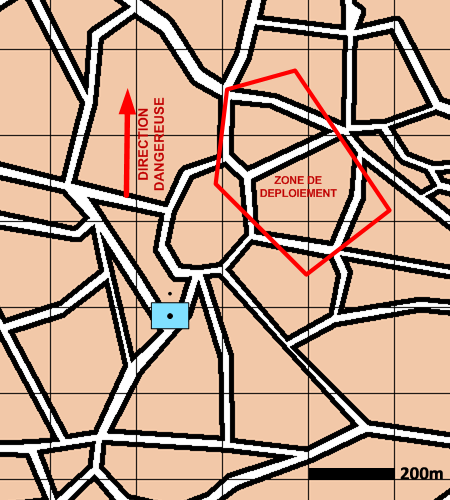 DIRECTION
DANGEREUSE
ZONE DE
DEPLOIEMENT
200m